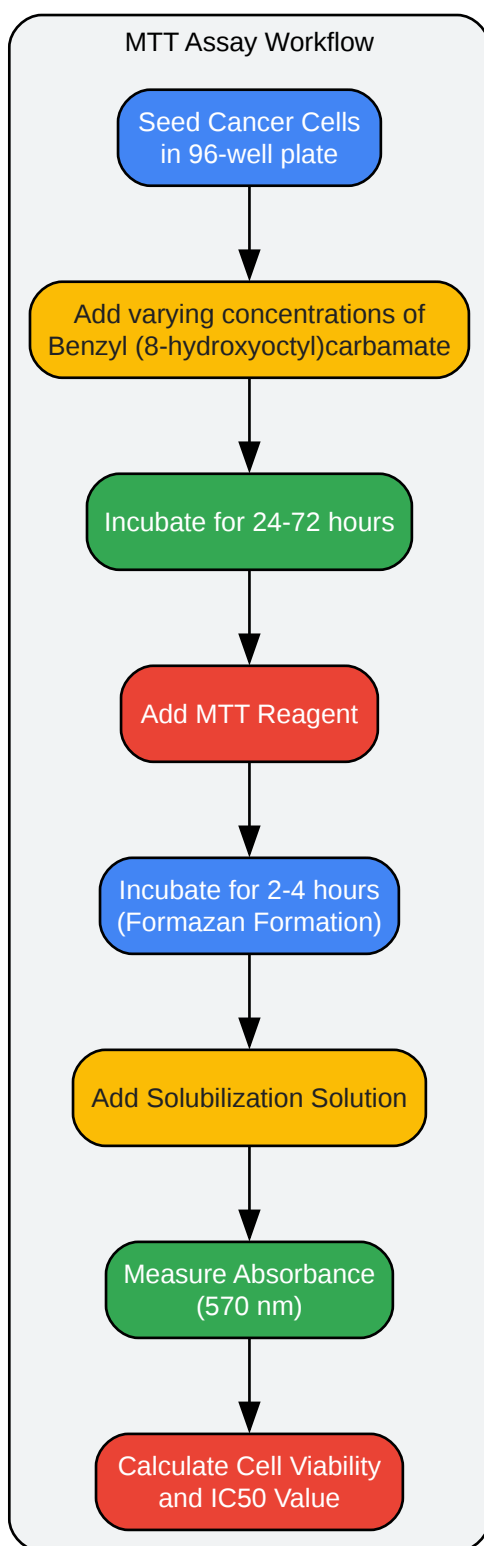 MTT Assay Workflow
Seed Cancer Cells
in 96-well plate
Add varying concentrations of
Benzyl (8-hydroxyoctyl)carbamate
Incubate for 24-72 hours
Add MTT Reagent
Incubate for 2-4 hours
(Formazan Formation)
Add Solubilization Solution
Measure Absorbance
(570 nm)
Calculate Cell Viability
and IC50 Value